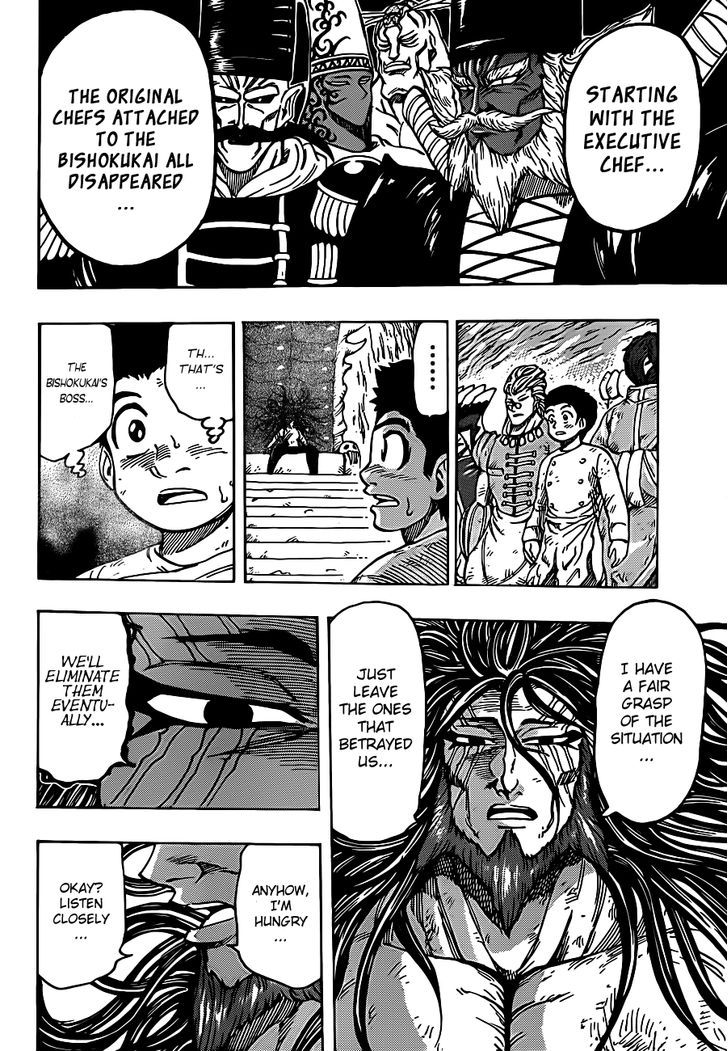 STARTING
WITH THE
EXECUTIVE
CHEF...
THE ORIGINAL
CHEFS ATTACHED
TO THE
BISHOKUKAI ALL
DISAPPEARED
...
......
TH...
THAT'S
...
THE
BISHOKUKAI'S
BOSS...
I HAVE
A FAIR
GRASP
OF THE
SITUATION
...
JUST
LEAVE
THE ONES
THAT
BETRAYED
US...
WE'LL
ELIMINATE
THEM
EVENTU-
ALLY...
ANYHOW,
I'M
HUNGRY
...
OKAY?
LISTEN
CLOSELY
...